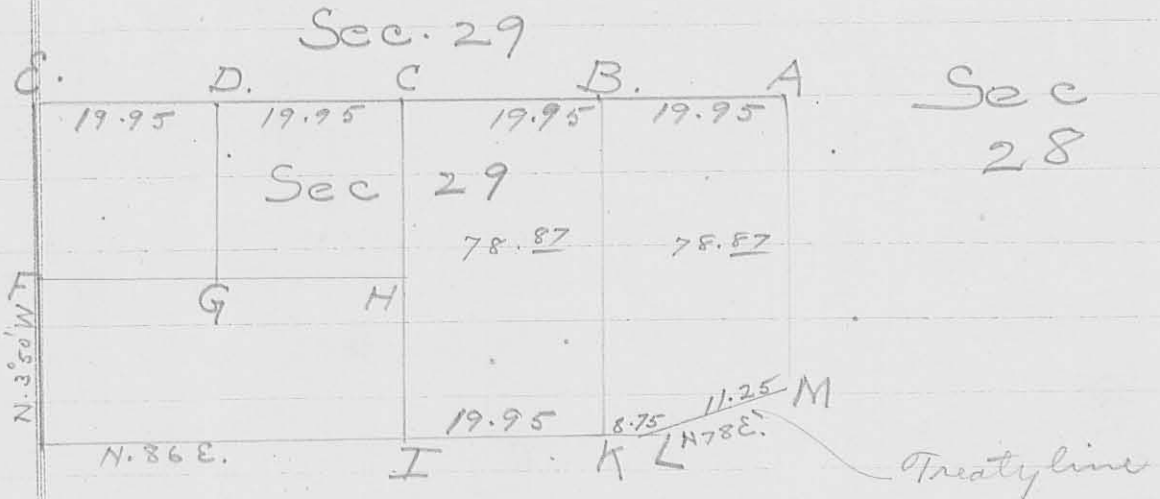 Sec. 29
E. D. C B. A
19.95 19.95 19.95 19.95
Sec 28
Sec 29
78.87 78.87
F G H
N. 3°50' W
19.95 8.75 11.25 M
N. 86 E. I K L N78E.
Treaty line